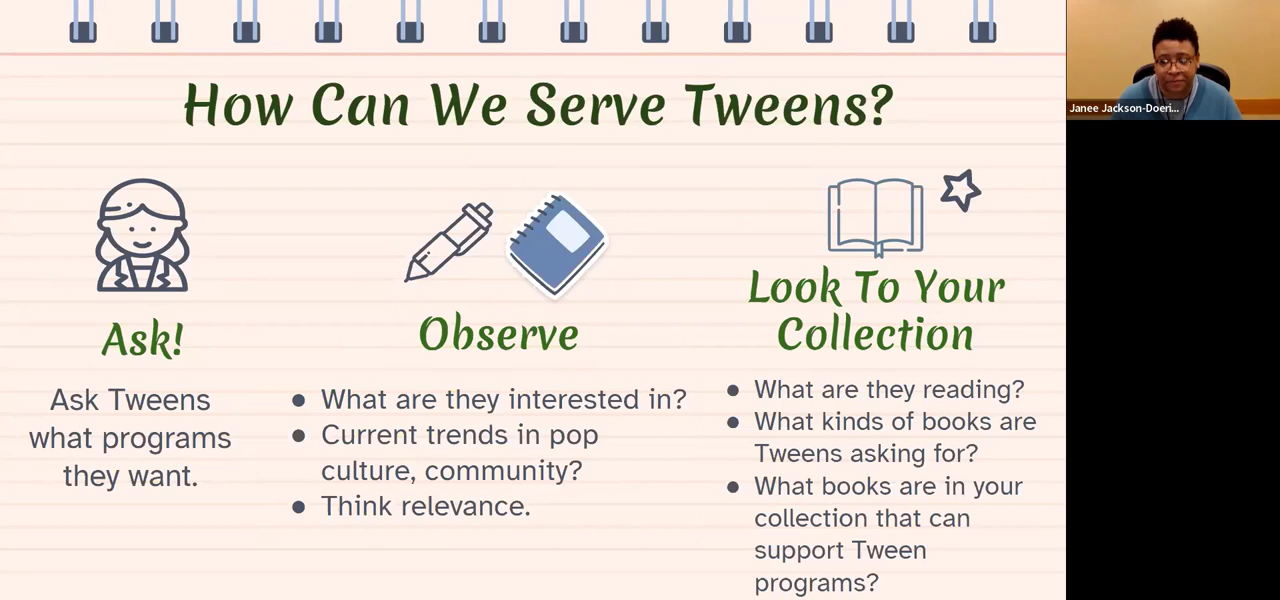 How Can We Serve Tweens?
Janee Jackson-Doeri...
Ask!
Ask Tweens
what programs
they want.
Observe
● What are they interested in?
● Current trends in pop
culture, community?
● Think relevance.
Look To Your
Collection
● What are they reading?
● What kinds of books are
Tweens asking for?
● What books are in your
collection that can
support Tween
programs?